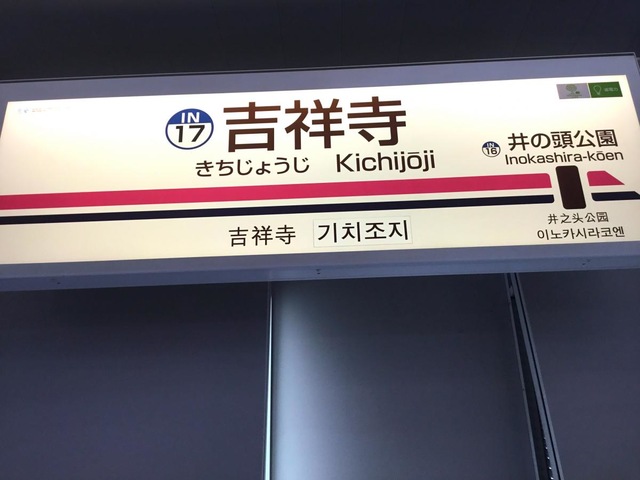 IN
17
吉祥寺
きちじょうじ Kichijōji
吉祥寺 기치조지
IN
16
井の頭公園
Inokashira-kōen
井之头公园
이노카시라코엔